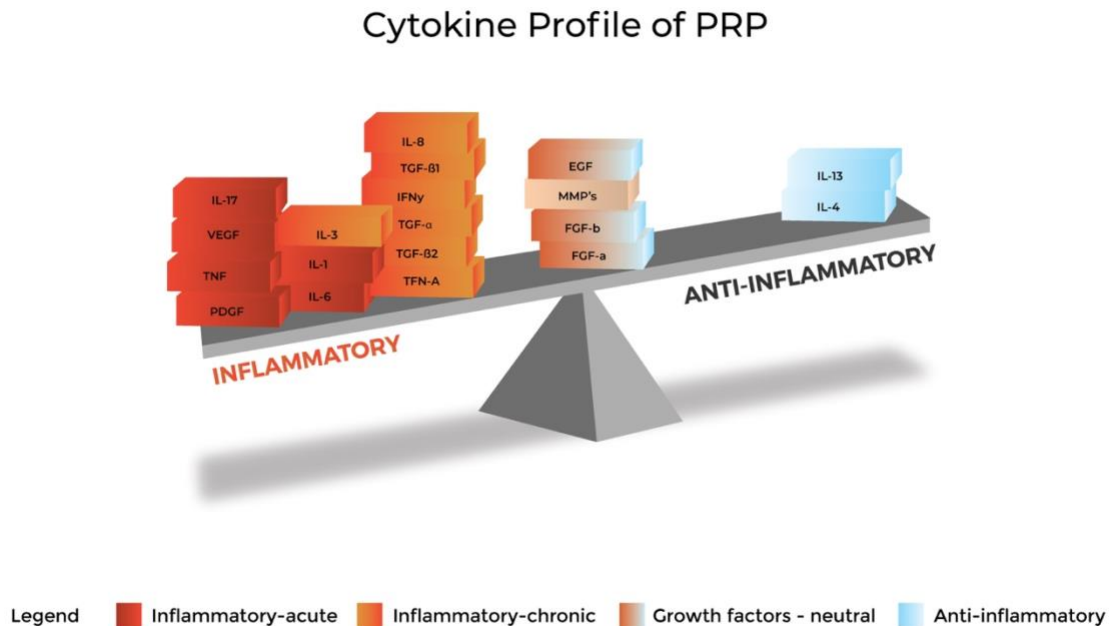 Cytokine Profile of PRP
IL-17
VEGF
TNF
PDGF
IL-3
IL-1
IL-6
IL-8
TGF-ß1
IFNy
TGF-α
TGF-ß2
TFN-A
EGF
MMP's
FGF-b
FGF-a
IL-13
IL-4
INFLAMMATORY
ANTI-INFLAMMATORY
Legend Inflammatory-acute Inflammatory-chronic Growth factors - neutral Anti-inflammatory